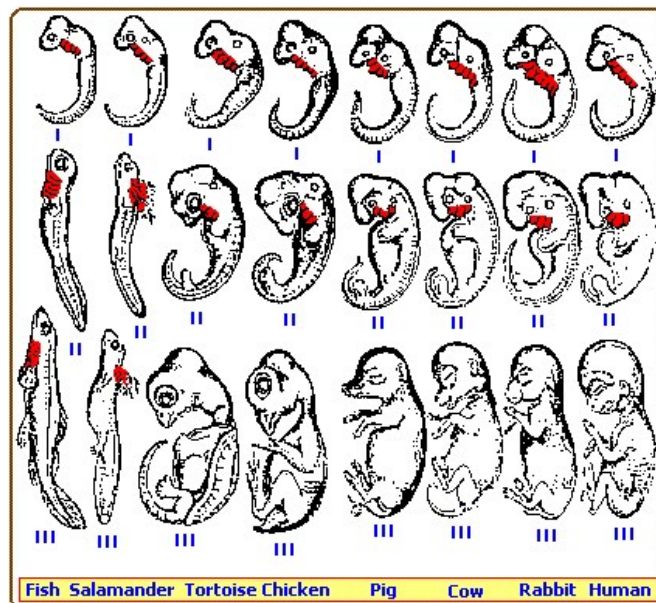 I I I I I I I I
II II II II II II II II
III III III III III III III III
Fish Salamander Tortoise Chicken Pig Cow Rabbit Human